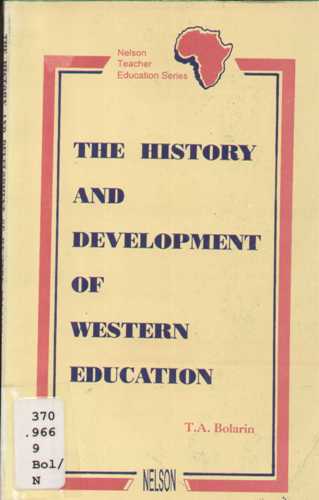 Nelson
Teacher
Education Series
THE HISTORY
AND
DEVELOPMENT
OF
WESTERN
EDUCATION
T.A. Bolarin
370
.966
9
Bol/
N
NELSON